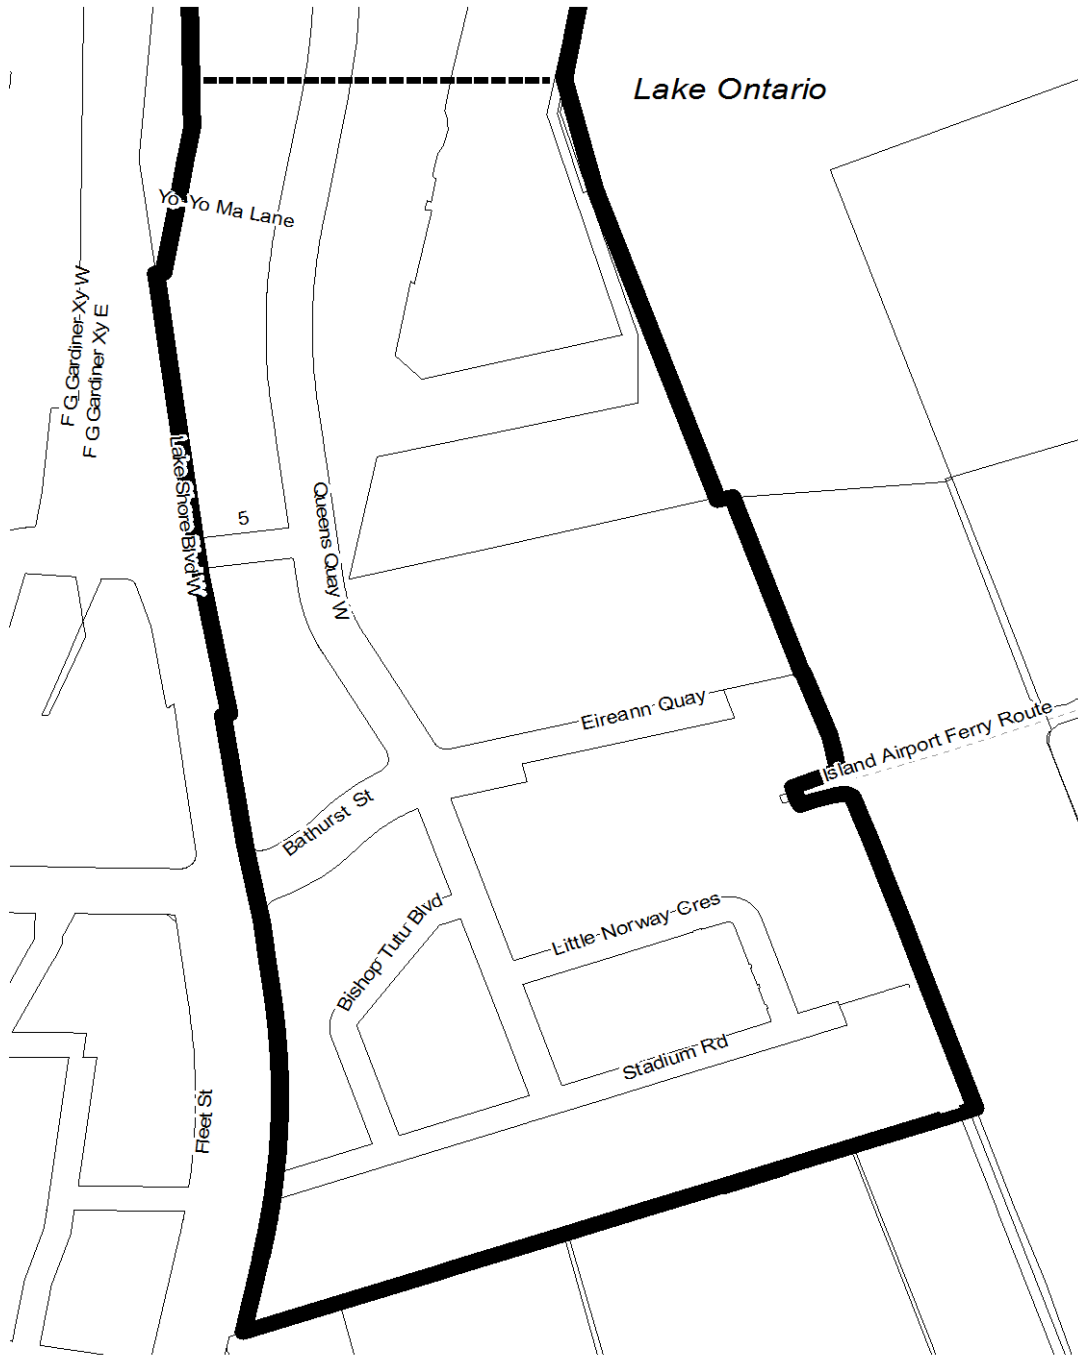 Lake Ontario
Yo-Yo Ma Lane
F G Gardiner Xy W
F G Gardiner Xy E
Lake Shore Blvd W
5
Queens Quay W
Eireann Quay
Island Airport Ferry Route
Bathurst St
Bishop Tutu Blvd
Little Norway Cres
Stadium Rd
Fleet St